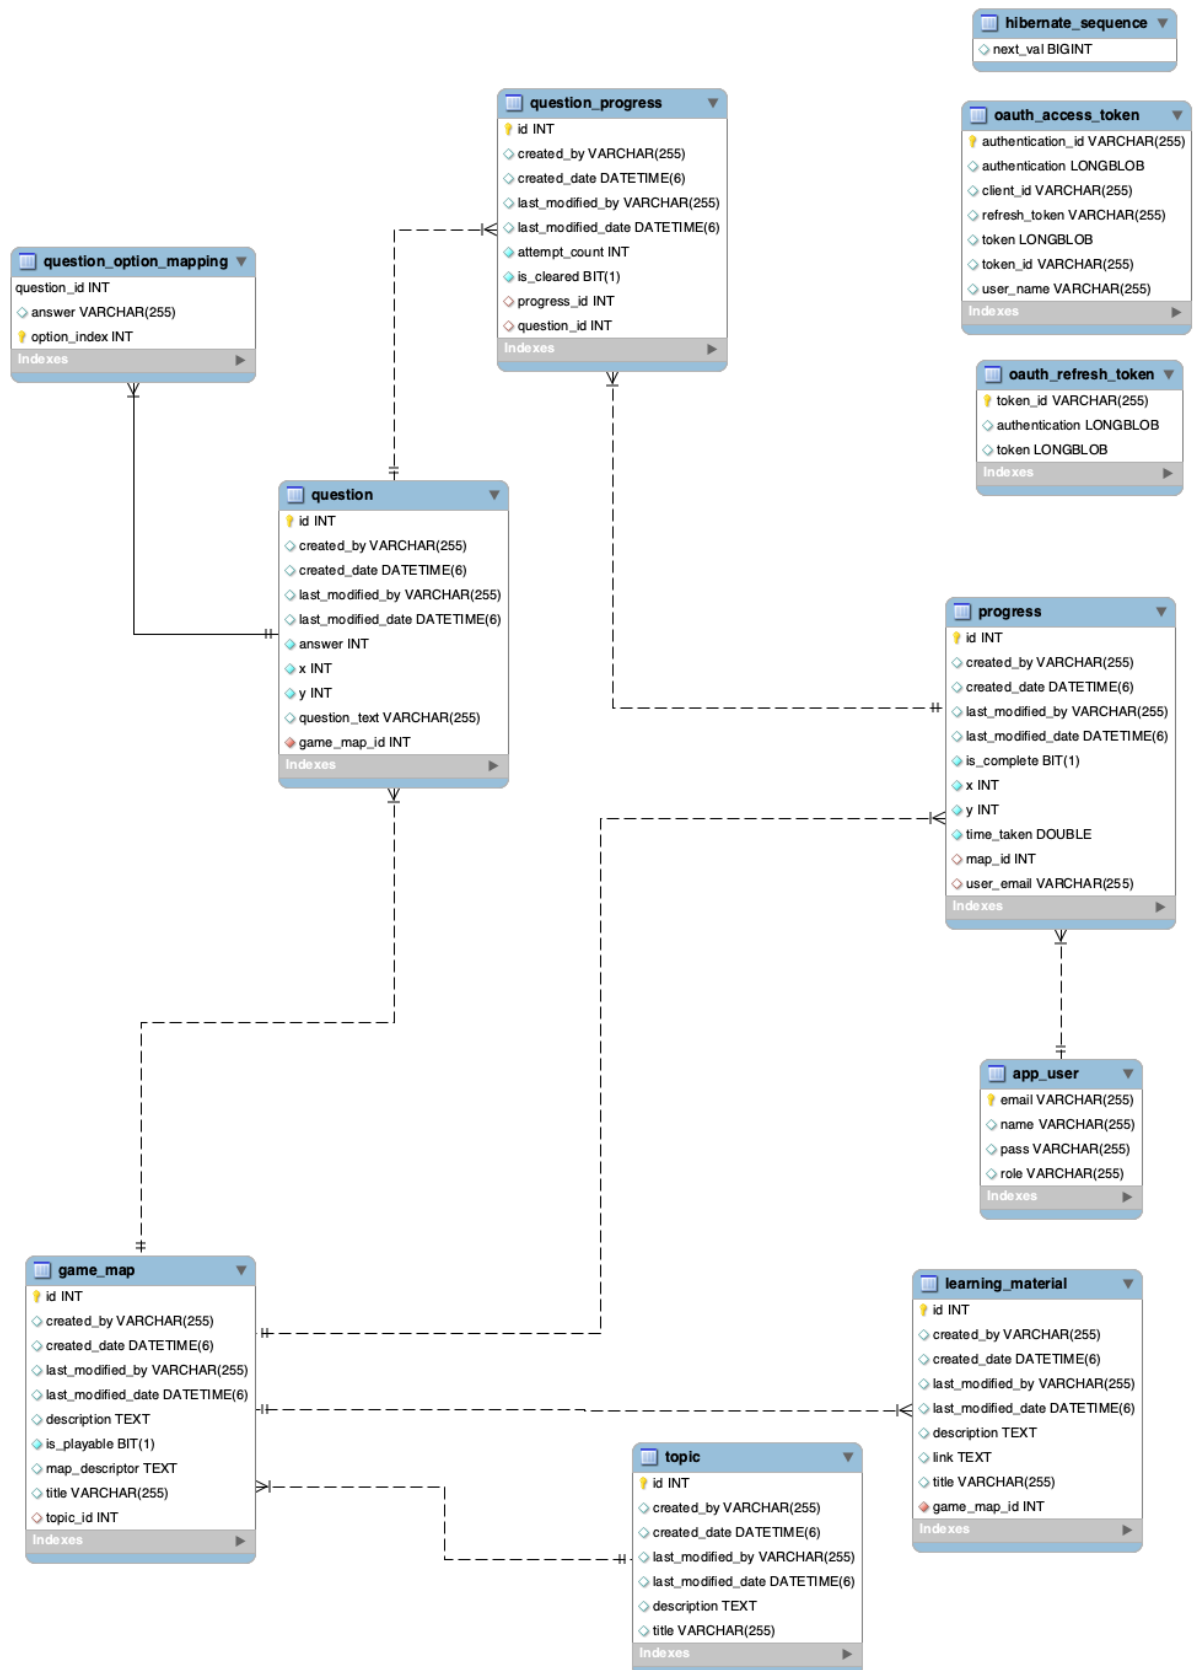 hibernate_sequence
next_val BIGINT
question_progress
id INT
created_by VARCHAR(255)
created_date DATETIME(6)
last_modified_by VARCHAR(255)
last_modified_date DATETIME(6)
attempt_count INT
is_cleared BIT(1)
progress_id INT
question_id INT
Indexes
oauth_access_token
authentication_id VARCHAR(255)
authentication LONGBLOB
client_id VARCHAR(255)
refresh_token VARCHAR(255)
token LONGBLOB
token_id VARCHAR(255)
user_name VARCHAR(255)
Indexes
question_option_mapping
question_id INT
answer VARCHAR(255)
option_index INT
Indexes
oauth_refresh_token
token_id VARCHAR(255)
authentication LONGBLOB
token LONGBLOB
Indexes
question
id INT
created_by VARCHAR(255)
created_date DATETIME(6)
last_modified_by VARCHAR(255)
last_modified_date DATETIME(6)
answer INT
x INT
y INT
question_text VARCHAR(255)
game_map_id INT
Indexes
progress
id INT
created_by VARCHAR(255)
created_date DATETIME(6)
last_modified_by VARCHAR(255)
last_modified_date DATETIME(6)
is_complete BIT(1)
x INT
y INT
time_taken DOUBLE
map_id INT
user_email VARCHAR(255)
Indexes
app_user
email VARCHAR(255)
name VARCHAR(255)
pass VARCHAR(255)
role VARCHAR(255)
Indexes
game_map
id INT
created_by VARCHAR(255)
created_date DATETIME(6)
last_modified_by VARCHAR(255)
last_modified_date DATETIME(6)
description TEXT
is_playable BIT(1)
map_descriptor TEXT
title VARCHAR(255)
topic_id INT
Indexes
learning_material
id INT
created_by VARCHAR(255)
created_date DATETIME(6)
last_modified_by VARCHAR(255)
last_modified_date DATETIME(6)
description TEXT
link TEXT
title VARCHAR(255)
game_map_id INT
Indexes
topic
id INT
created_by VARCHAR(255)
created_date DATETIME(6)
last_modified_by VARCHAR(255)
last_modified_date DATETIME(6)
description TEXT
title VARCHAR(255)
Indexes